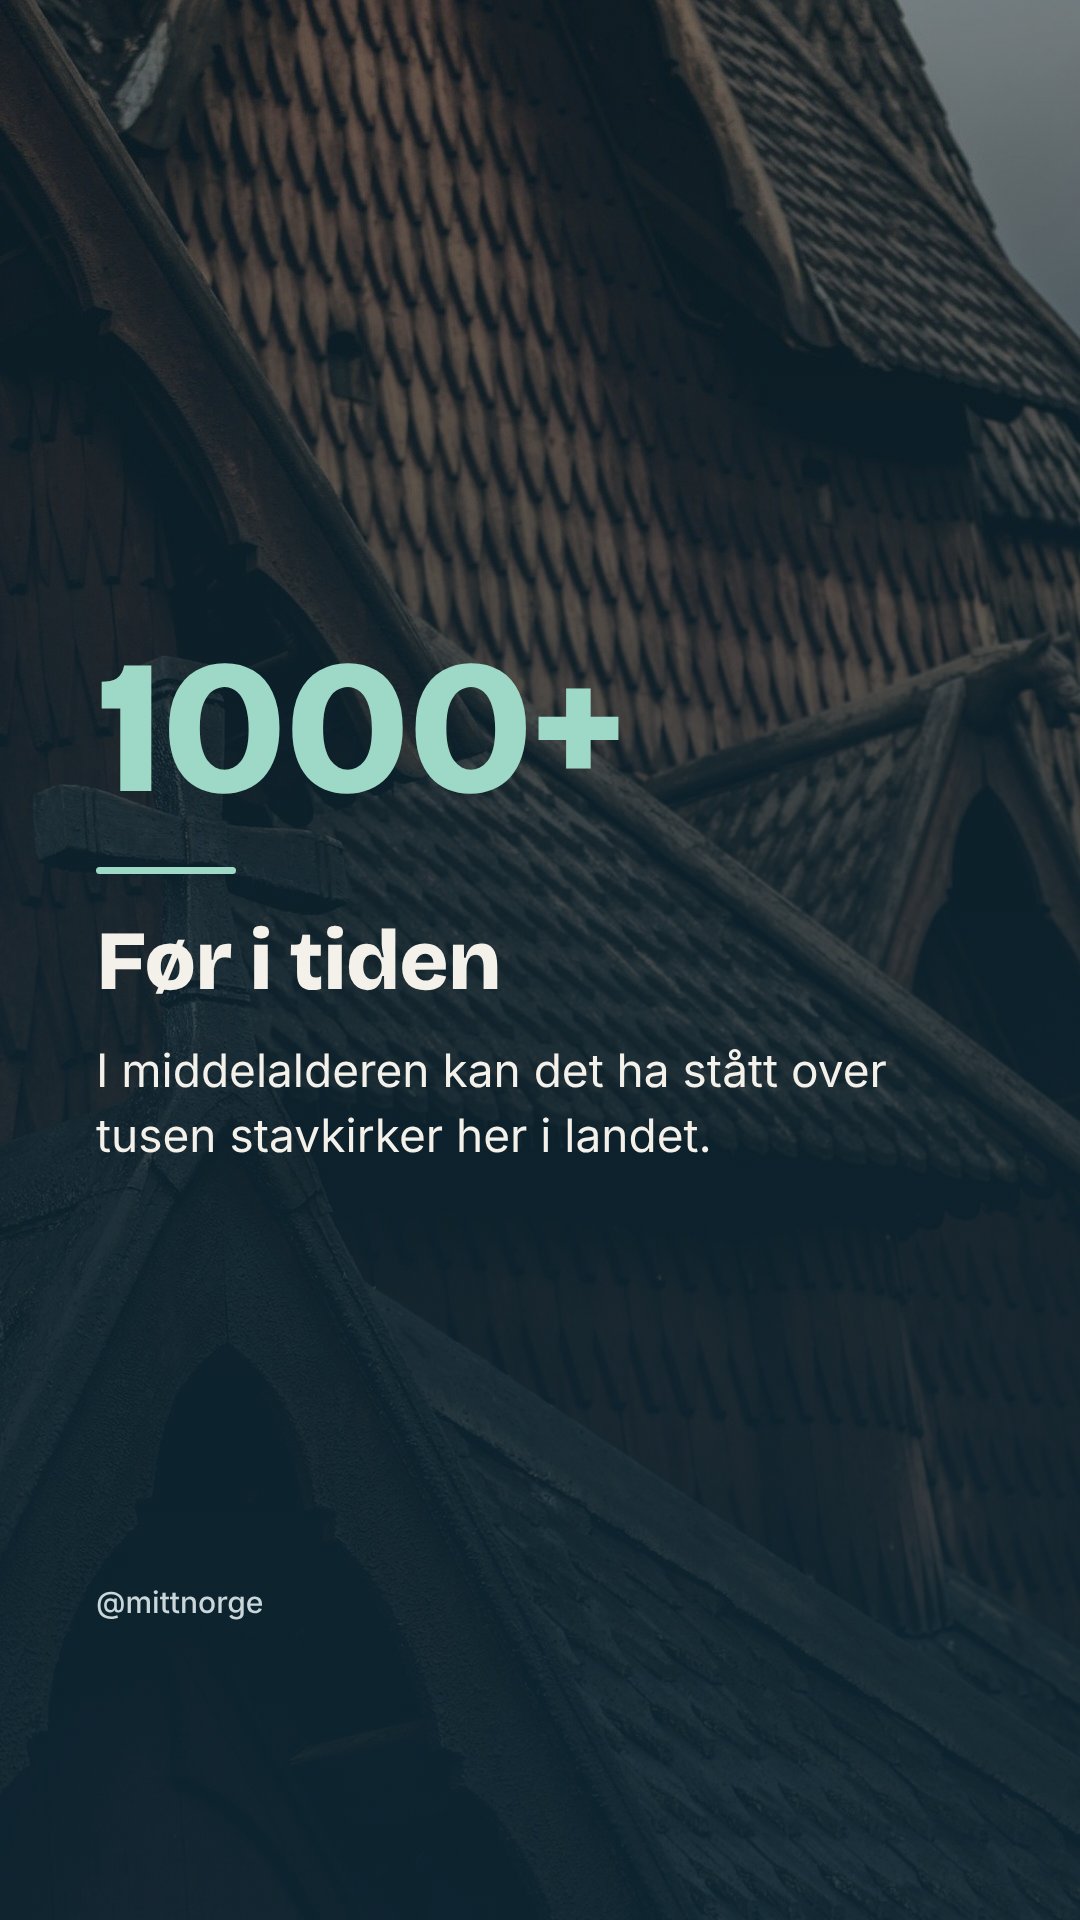 1000+
Før i tiden
I middelalderen kan det ha stått over
tusen stavkirker her i landet.
@mittnorge